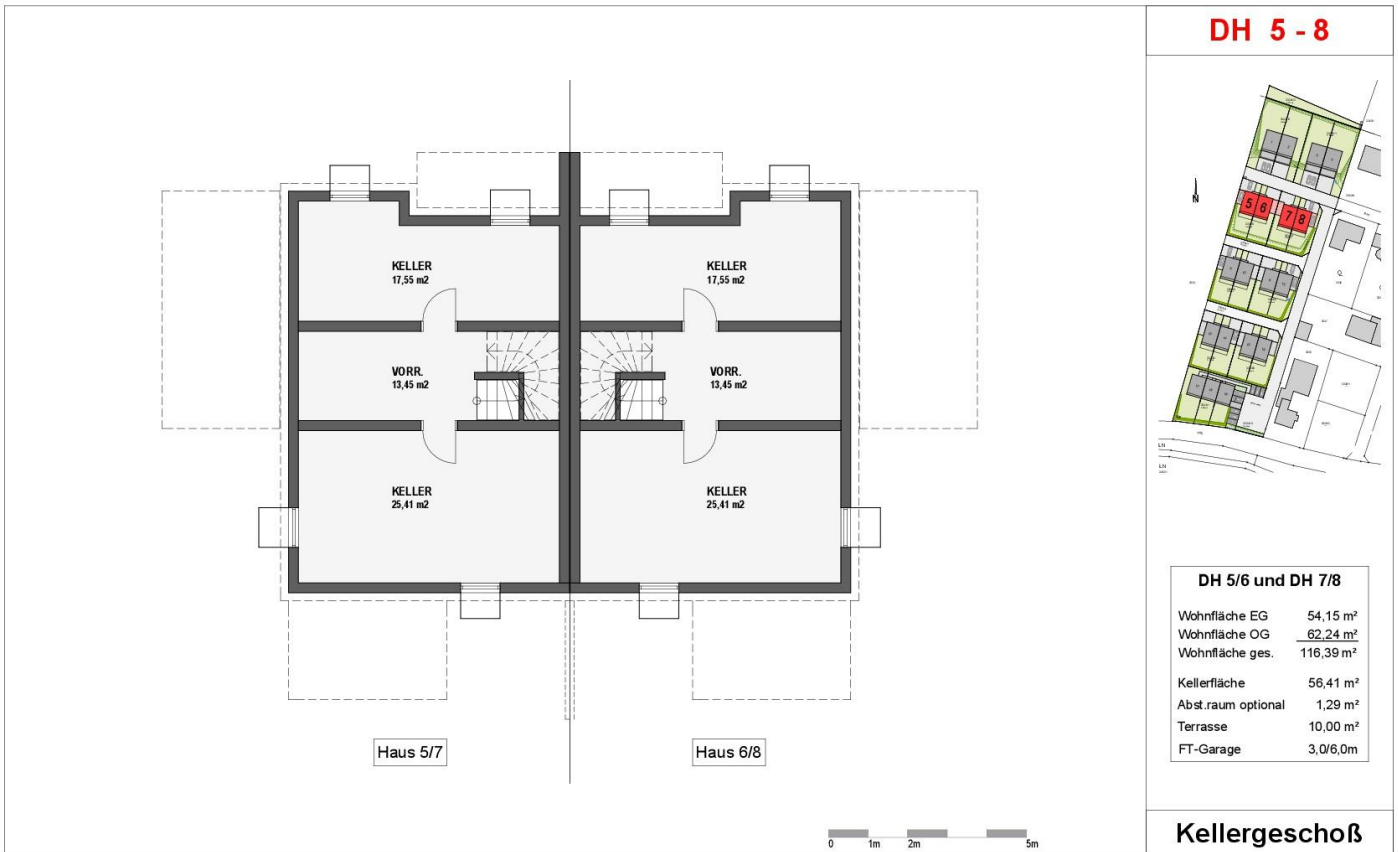 DH 5 - 8
N
5 6
7 8
KELLER
17,55 m2
KELLER
17,55 m2
VORR.
13,45 m2
VORR.
13,45 m2
KELLER
25,41 m2
KELLER
25,41 m2
LN
LN
DH 5/6 und DH 7/8
Wohnfläche EG 54,15 m²
Wohnfläche OG 62,24 m²
Wohnfläche ges. 116,39 m²
Kellerfläche 56,41 m²
Abst.raum optional 1,29 m²
Terrasse 10,00 m²
FT-Garage 3,0/6,0m
Haus 5/7
Haus 6/8
0 1m 2m 5m
Kellergeschoß